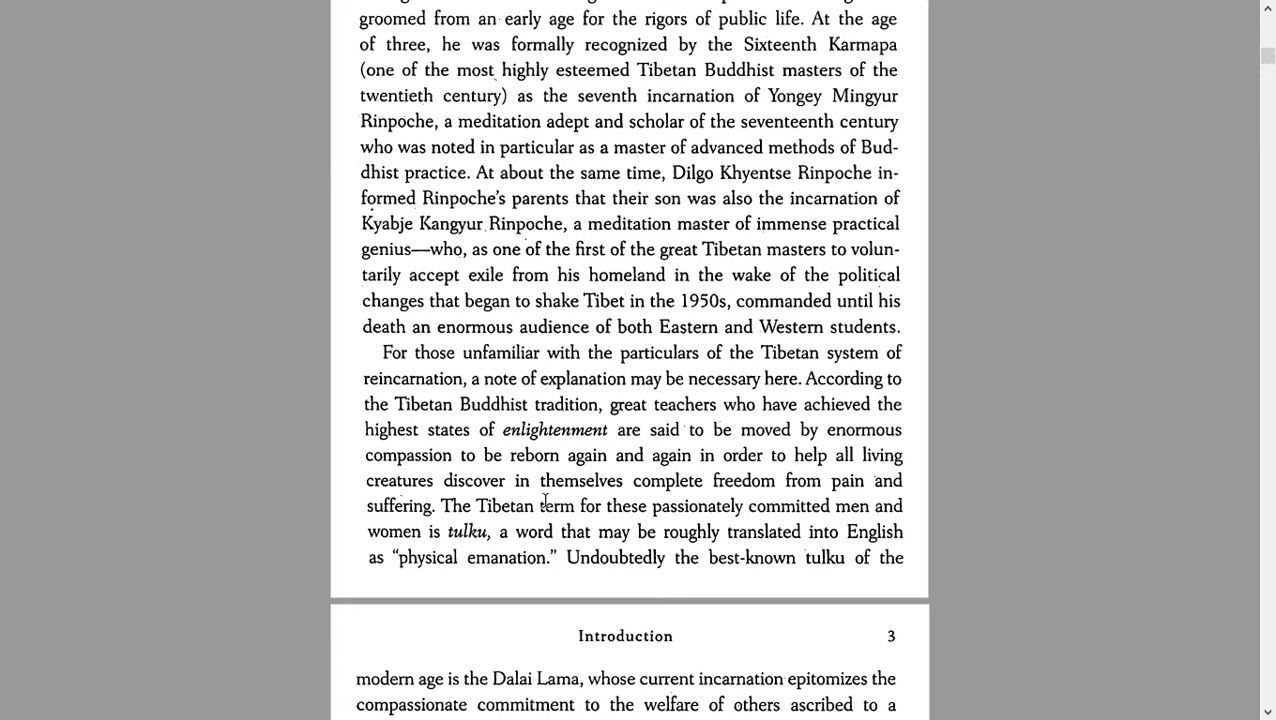 groomed from an early age for the rigors of public life. At the age
of three, he was formally recognized by the Sixteenth Karmapa
(one of the most highly esteemed Tibetan Buddhist masters of the
twentieth century) as the seventh incarnation of Yongey Mingyur
Rinpoche, a meditation adept and scholar of the seventeenth century
who was noted in particular as a master of advanced methods of Bud-
dhist practice. At about the same time, Dilgo Khyentse Rinpoche in-
formed Rinpoche's parents that their son was also the incarnation of
Kyabje Kangyur Rinpoche, a meditation master of immense practical
genius—who, as one of the first of the great Tibetan masters to volun-
tarily accept exile from his homeland in the wake of the political
changes that began to shake Tibet in the 1950s, commanded until his
death an enormous audience of both Eastern and Western students.
For those unfamiliar with the particulars of the Tibetan system of
reincarnation, a note of explanation may be necessary here. According to
the Tibetan Buddhist tradition, great teachers who have achieved the
highest states of enlightenment are said to be moved by enormous
compassion to be reborn again and again in order to help all living
creatures discover in themselves complete freedom from pain and
suffering. The Tibetan term for these passionately committed men and
women is tulku, a word that may be roughly translated into English
as “physical emanation.” Undoubtedly the best-known tulku of the
Introduction 3
modern age is the Dalai Lama, whose current incarnation epitomizes the
compassionate commitment to the welfare of others ascribed to a